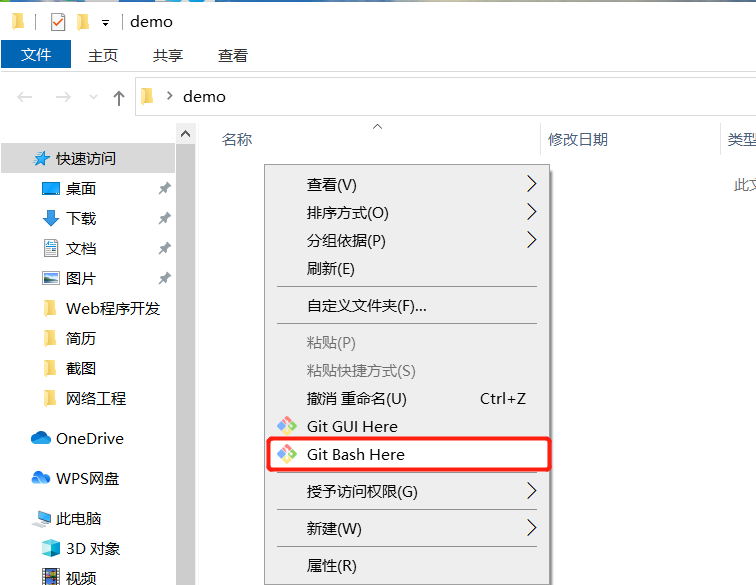 demo
文件 主页 共享 查看
demo
名称 修改日期 类型
快速访问
桌面
下载
文档
图片
Web程序开发
简历
截图
网络工程
OneDrive
WPS网盘
此电脑
3D 对象
视频
此文
查看(V)
排序方式(O)
分组依据(P)
刷新(E)
自定义文件夹(F)...
粘贴(P)
粘贴快捷方式(S)
撤消 重命名(U) Ctrl+Z
Git GUI Here
Git Bash Here
授予访问权限(G)
新建(W)
属性(R)